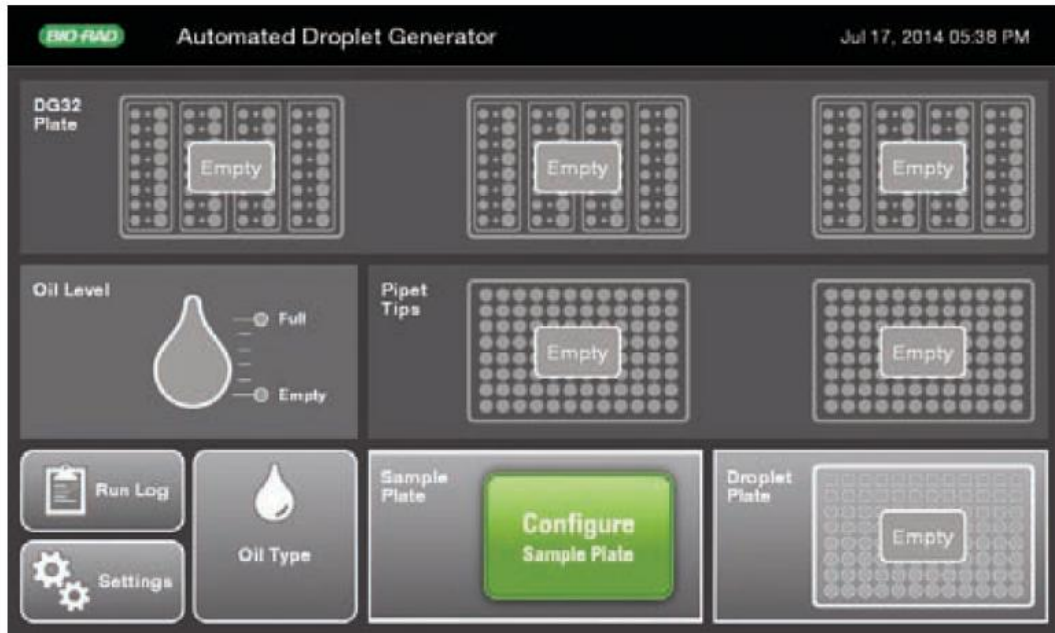 BIO-RAD
Automated Droplet Generator
Jul 17, 2014 05:38 PM
DG32
Plate
Empty
Empty
Empty
Oil Level
Full
Empty
Pipet
Tips
Empty
Empty
Run Log
Settings
Oil Type
Sample
Plate
Configure
Sample Plate
Droplet
Plate
Empty